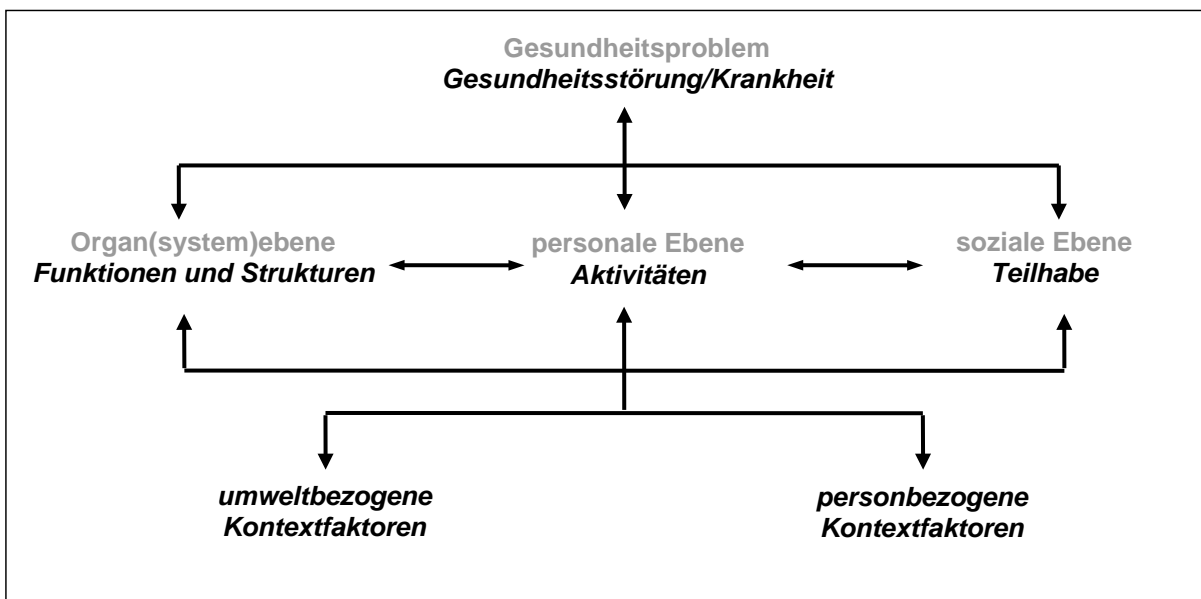 Gesundheitsproblem
Gesundheitsstörung/Krankheit
Organ(system)ebene
Funktionen und Strukturen
personale Ebene
Aktivitäten
soziale Ebene
Teilhabe
umweltbezogene
Kontextfaktoren
personbezogene
Kontextfaktoren